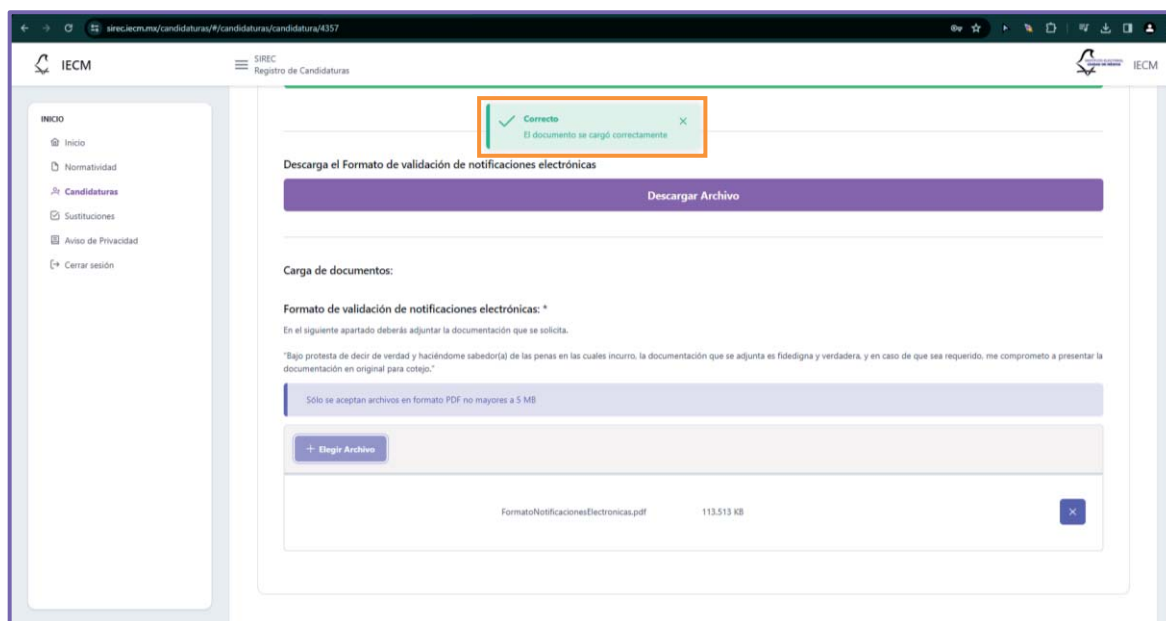 sirec.iecm.mx/candidaturas/#/candidaturas/candidatura/4357
IECM
SIREC
Registro de Candidaturas
IECM
INICIO
Inicio
Normatividad
Candidaturas
Sustituciones
Aviso de Privacidad
Cerrar sesión
Correcto
El documento se cargó correctamente
Descarga el Formato de validación de notificaciones electrónicas
Descargar Archivo
Carga de documentos:
Formato de validación de notificaciones electrónicas: *
En el siguiente apartado deberás adjuntar la documentación que se solicita.
"Bajo protesta de decir de verdad y haciéndome sabedor(a) de las penas en las cuales incurro, la documentación que se adjunta es fidedigna y verdadera, y en caso de que sea requerido, me comprometo a presentar la
documentación en original para cotejo."
Sólo se aceptan archivos en formato PDF no mayores a 5 MB
+ Elegir Archivo
FormatoNotificacionesElectronicas.pdf 113.513 KB